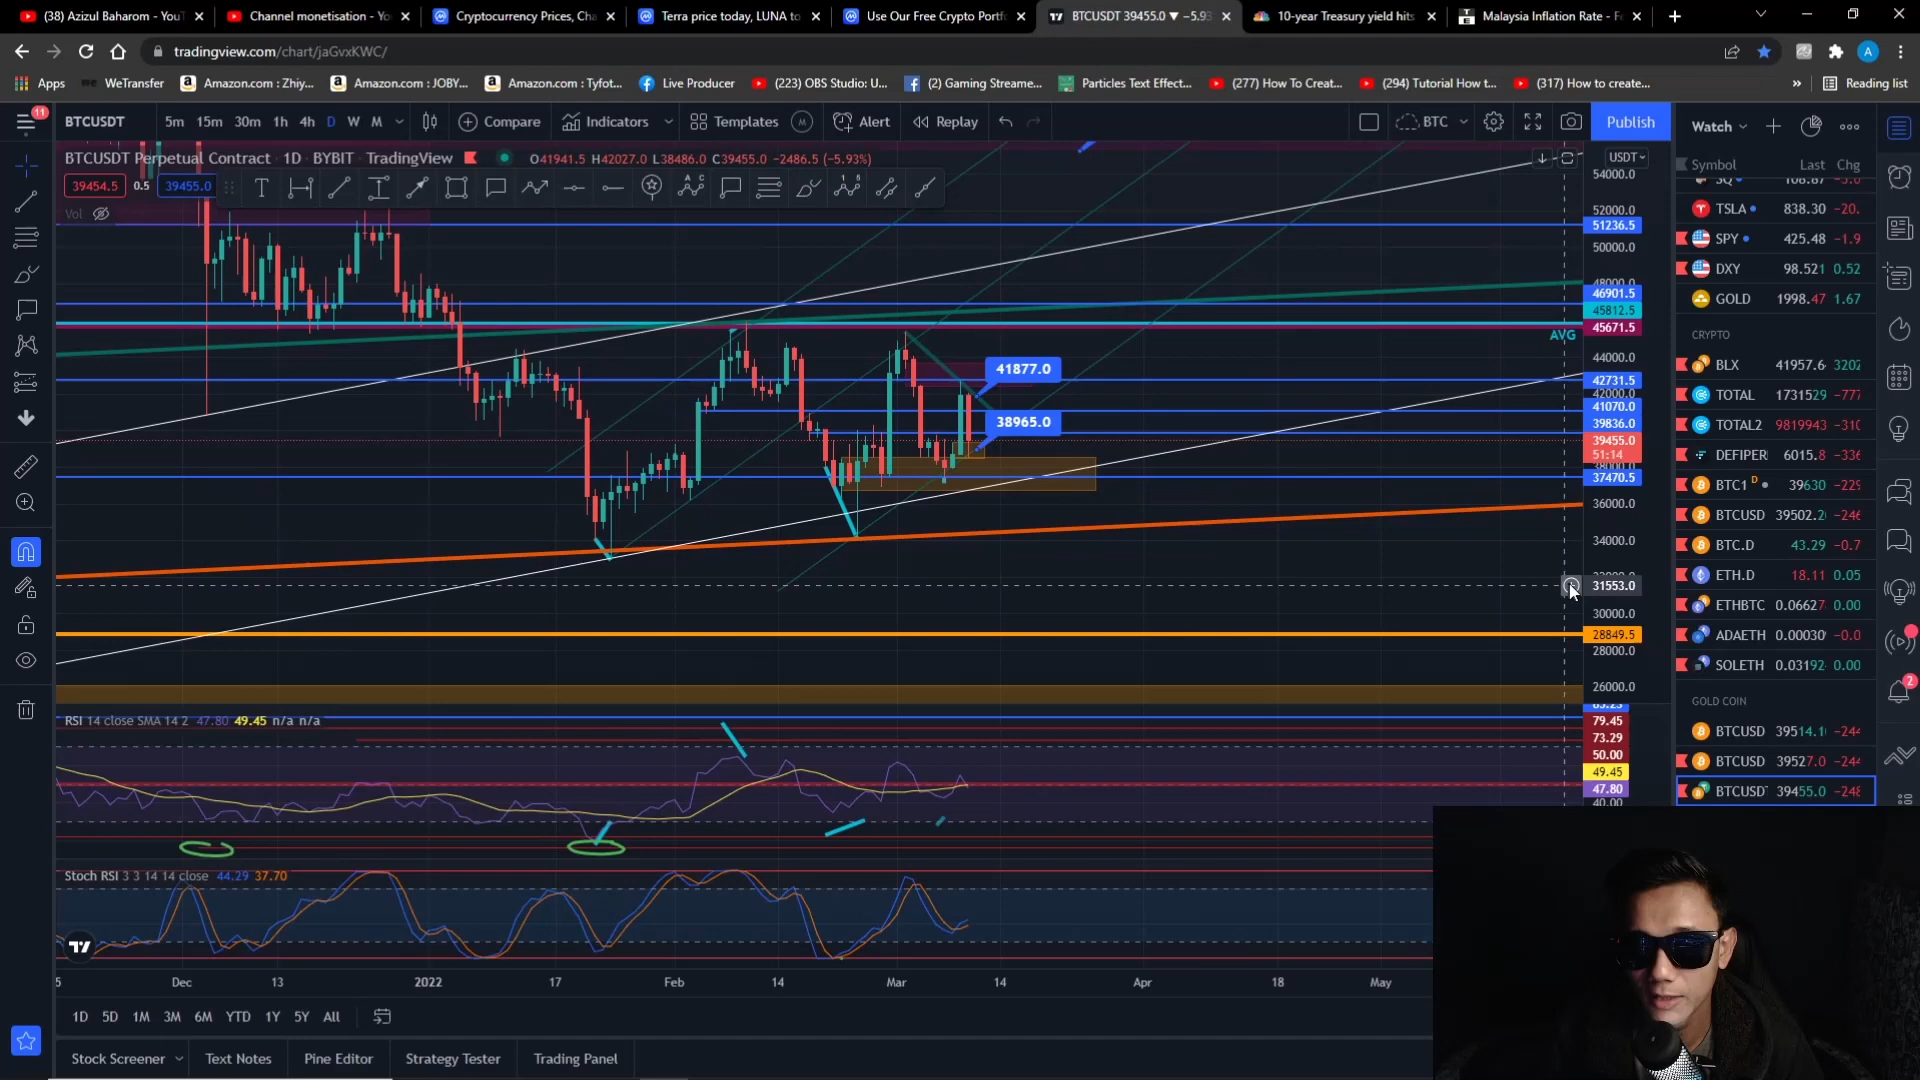 (38) Azizul Baharom - YouT
Channel monetisation - Yo
Cryptocurrency Prices, Cha
Terra price today, LUNA to
Use Our Free Crypto Portf
BTCUSDT 39455.0 ▼ −5.93
10-year Treasury yield hits
Malaysia Inflation Rate - F
tradingview.com/chart/jaGvxKWC/
Apps
WeTransfer
Amazon.com : Zhiy...
Amazon.com : JOBY...
Amazon.com : Tyfot...
Live Producer
(223) OBS Studio: U...
(2) Gaming Streame...
Particles Text Effect...
(277) How To Creat...
(294) Tutorial How t...
(317) How to create...
Reading list
11
BTCUSDT
5m 15m 30m 1h 4h D W M
Compare
Indicators
Templates
M
Alert
Replay
BTC
Publish
Watch
BTCUSDT Perpetual Contract · 1D · BYBIT · TradingView
O41941.5 H42027.0 L38486.0 C39455.0 −2486.5 (−5.93%)
USDT
Symbol Last Chg
39454.5 0.5 39455.0
Vol
54000.0
52000.0
51236.5
50000.0
48000.0
46901.5
45812.5
45671.5
AVG
44000.0
42731.5
42000.0
41070.0
39836.0
39455.0
51:14
38000.0
37470.5
36000.0
34000.0
31553.0
30000.0
28849.5
28000.0
26000.0
41877.0
38965.0
SQ 108.87
TSLA 838.30 −20.
SPY 425.48 −1.9
DXY 98.521 0.52
GOLD 1998.47 1.67
CRYPTO
BLX 41957.6 3202
TOTAL 1731529 −777
TOTAL2 9819943 −310
DEFIPER 6015.8 −336
BTC1 D 39630 −229
BTCUSD 39502.2 −246
BTC.D 43.29 −0.7
ETH.D 18.11 0.05
ETHBTC 0.06627 0.00
ADAETH 0.00030 −0.0
SOLETH 0.03192 0.00
GOLD COIN
BTCUSD 39514.1 −244
BTCUSD 39527.0 −244
BTCUSDT 39455.0 −248
2
RSI 14 close SMA 14 2 47.80 49.45 n/a n/a
79.45
73.29
50.00
49.45
47.80
40.00
Stoch RSI 3 3 14 14 close 44.29 37.70
5 Dec 13 2022 17 Feb 14 Mar 14 Apr 18 May
1D 5D 1M 3M 6M YTD 1Y 5Y All
Stock Screener
Text Notes
Pine Editor
Strategy Tester
Trading Panel